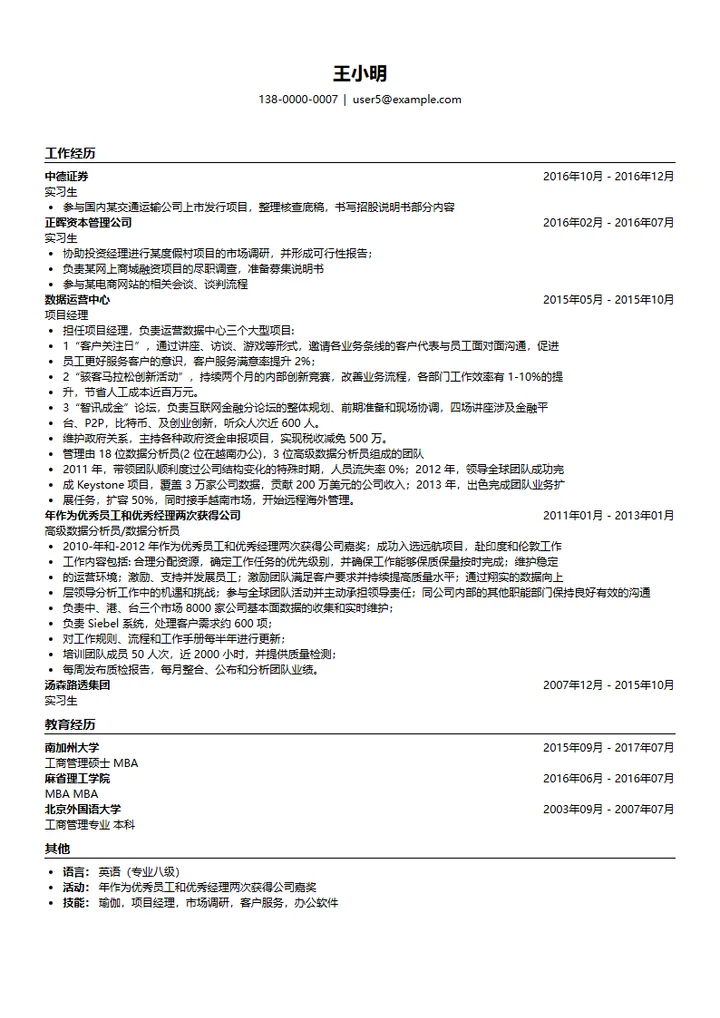 王小明
138-0000-0007 | user5@example.com
工作经历
中德证券 2016年10月 - 2016年12月
实习生
• 参与国内某交通运输公司上市发行项目，整理核查底稿，书写招股说明书部分内容
正晖资本管理公司 2016年02月 - 2016年07月
实习生
• 协助投资经理进行某度假村项目的市场调研，并形成可行性报告；
• 负责某网上商城融资项目的尽职调查，准备募集说明书
• 参与某电商网站的相关会谈、谈判流程
数据运营中心 2015年05月 - 2015年10月
项目经理
• 担任项目经理，负责运营数据中心三个大型项目：
• 1“客户关注日”，通过讲座、访谈、游戏等形式，邀请各业务条线的客户代表与员工面对面沟通，促进
• 员工更好服务客户的意识，客户服务满意率提升 2%；
• 2“骇客马拉松创新活动”，持续两个月的内部创新竞赛，改善业务流程，各部门工作效率有 1-10%的提
• 升，节省人工成本近百万元。
• 3“智讯成金”论坛，负责互联网金融分论坛的整体规划、前期准备和现场协调，四场讲座涉及金融平
• 台、P2P，比特币、及创业创新，听众人次近 600 人。
• 维护政府关系，主持各种政府资金申报项目，实现税收减免 500 万。
• 管理由 18 位数据分析员(2 位在越南办公)，3 位高级数据分析员组成的团队
• 2011 年，带领团队顺利度过公司结构变化的特殊时期，人员流失率 0%；2012 年，领导全球团队成功完
• 成 Keystone 项目，覆盖 3 万家公司数据，贡献 200 万美元的公司收入；2013 年，出色完成团队业务扩
• 展任务，扩容 50%，同时接手越南市场，开始远程海外管理。
年作为优秀员工和优秀经理两次获得公司 2011年01月 - 2013年01月
高级数据分析员/数据分析员
• 2010-年和-2012 年作为优秀员工和优秀经理两次获得公司嘉奖；成功入选远航项目，赴印度和伦敦工作
• 工作内容包括: 合理分配资源，确定工作任务的优先级别，并确保工作能够保质保量按时完成；维护稳定
• 的运营环境；激励、支持并发展员工；激励团队满足客户要求并持续提高质量水平；通过翔实的数据向上
• 层领导分析工作中的机遇和挑战；参与全球团队活动并主动承担领导责任；同公司内部的其他职能部门保持良好有效的沟通
• 负责中、港、台三个市场 8000 家公司基本面数据的收集和实时维护；
• 负责 Siebel 系统，处理客户需求约 600 项；
• 对工作规则、流程和工作手册每半年进行更新；
• 培训团队成员 50 人次，近 2000 小时，并提供质量检测；
• 每周发布质检报告，每月整合、公布和分析团队业绩。
汤森路透集团 2007年12月 - 2015年10月
实习生
教育经历
南加州大学 2015年09月 - 2017年07月
工商管理硕士 MBA
麻省理工学院 2016年06月 - 2016年07月
MBA MBA
北京外国语大学 2003年09月 - 2007年07月
工商管理专业 本科
其他
• 语言： 英语（专业八级）
• 活动： 年作为优秀员工和优秀经理两次获得公司嘉奖
• 技能： 瑜伽，项目经理，市场调研，客户服务，办公软件